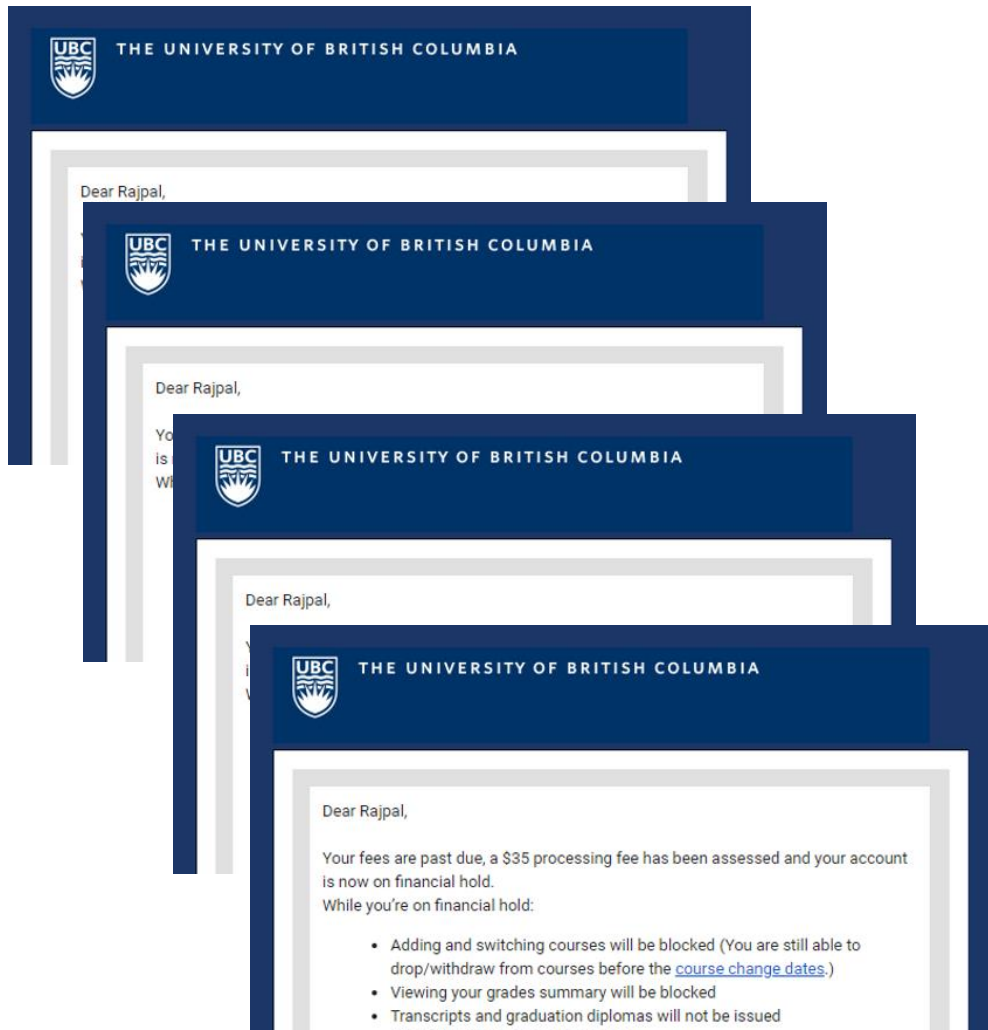 UBC THE UNIVERSITY OF BRITISH COLUMBIA
Dear Rajpal,
UBC THE UNIVERSITY OF BRITISH COLUMBIA
Dear Rajpal,
Yo
is
Wh
UBC THE UNIVERSITY OF BRITISH COLUMBIA
Dear Rajpal,
UBC THE UNIVERSITY OF BRITISH COLUMBIA
Dear Rajpal,
Your fees are past due, a $35 processing fee has been assessed and your account
is now on financial hold.
While you're on financial hold:
• Adding and switching courses will be blocked (You are still able to
drop/withdraw from courses before the course change dates.)
• Viewing your grades summary will be blocked
• Transcripts and graduation diplomas will not be issued